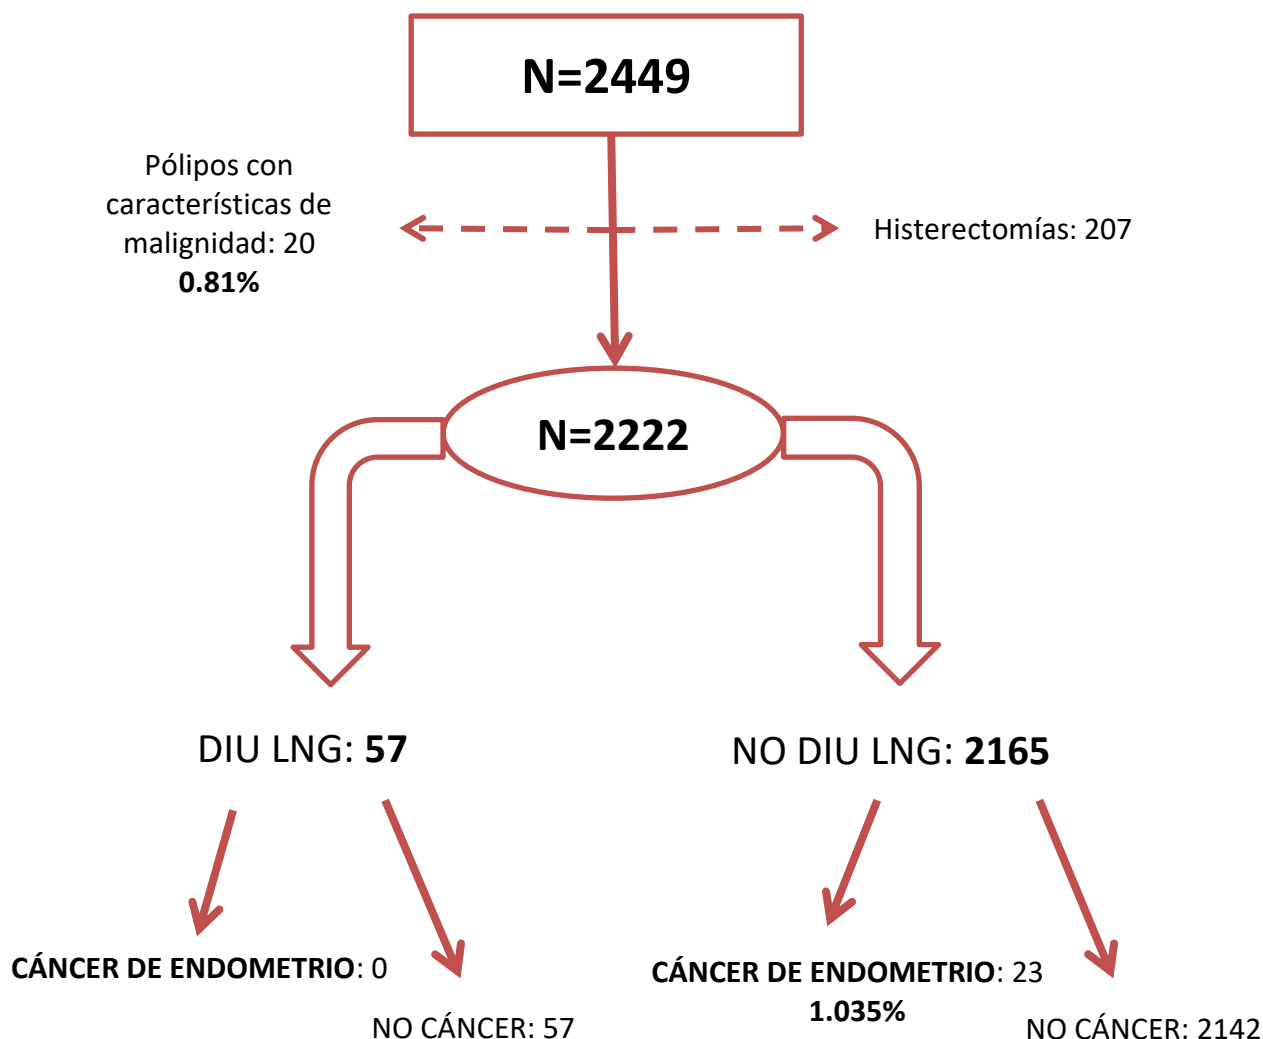 N=2449
Pólipos con
características de
malignidad: 20
0.81%
Histerectomías: 207
N=2222
DIU LNG: 57
NO DIU LNG: 2165
CÁNCER DE ENDOMETRIO: 0
NO CÁNCER: 57
CÁNCER DE ENDOMETRIO: 23
1.035%
NO CÁNCER: 2142